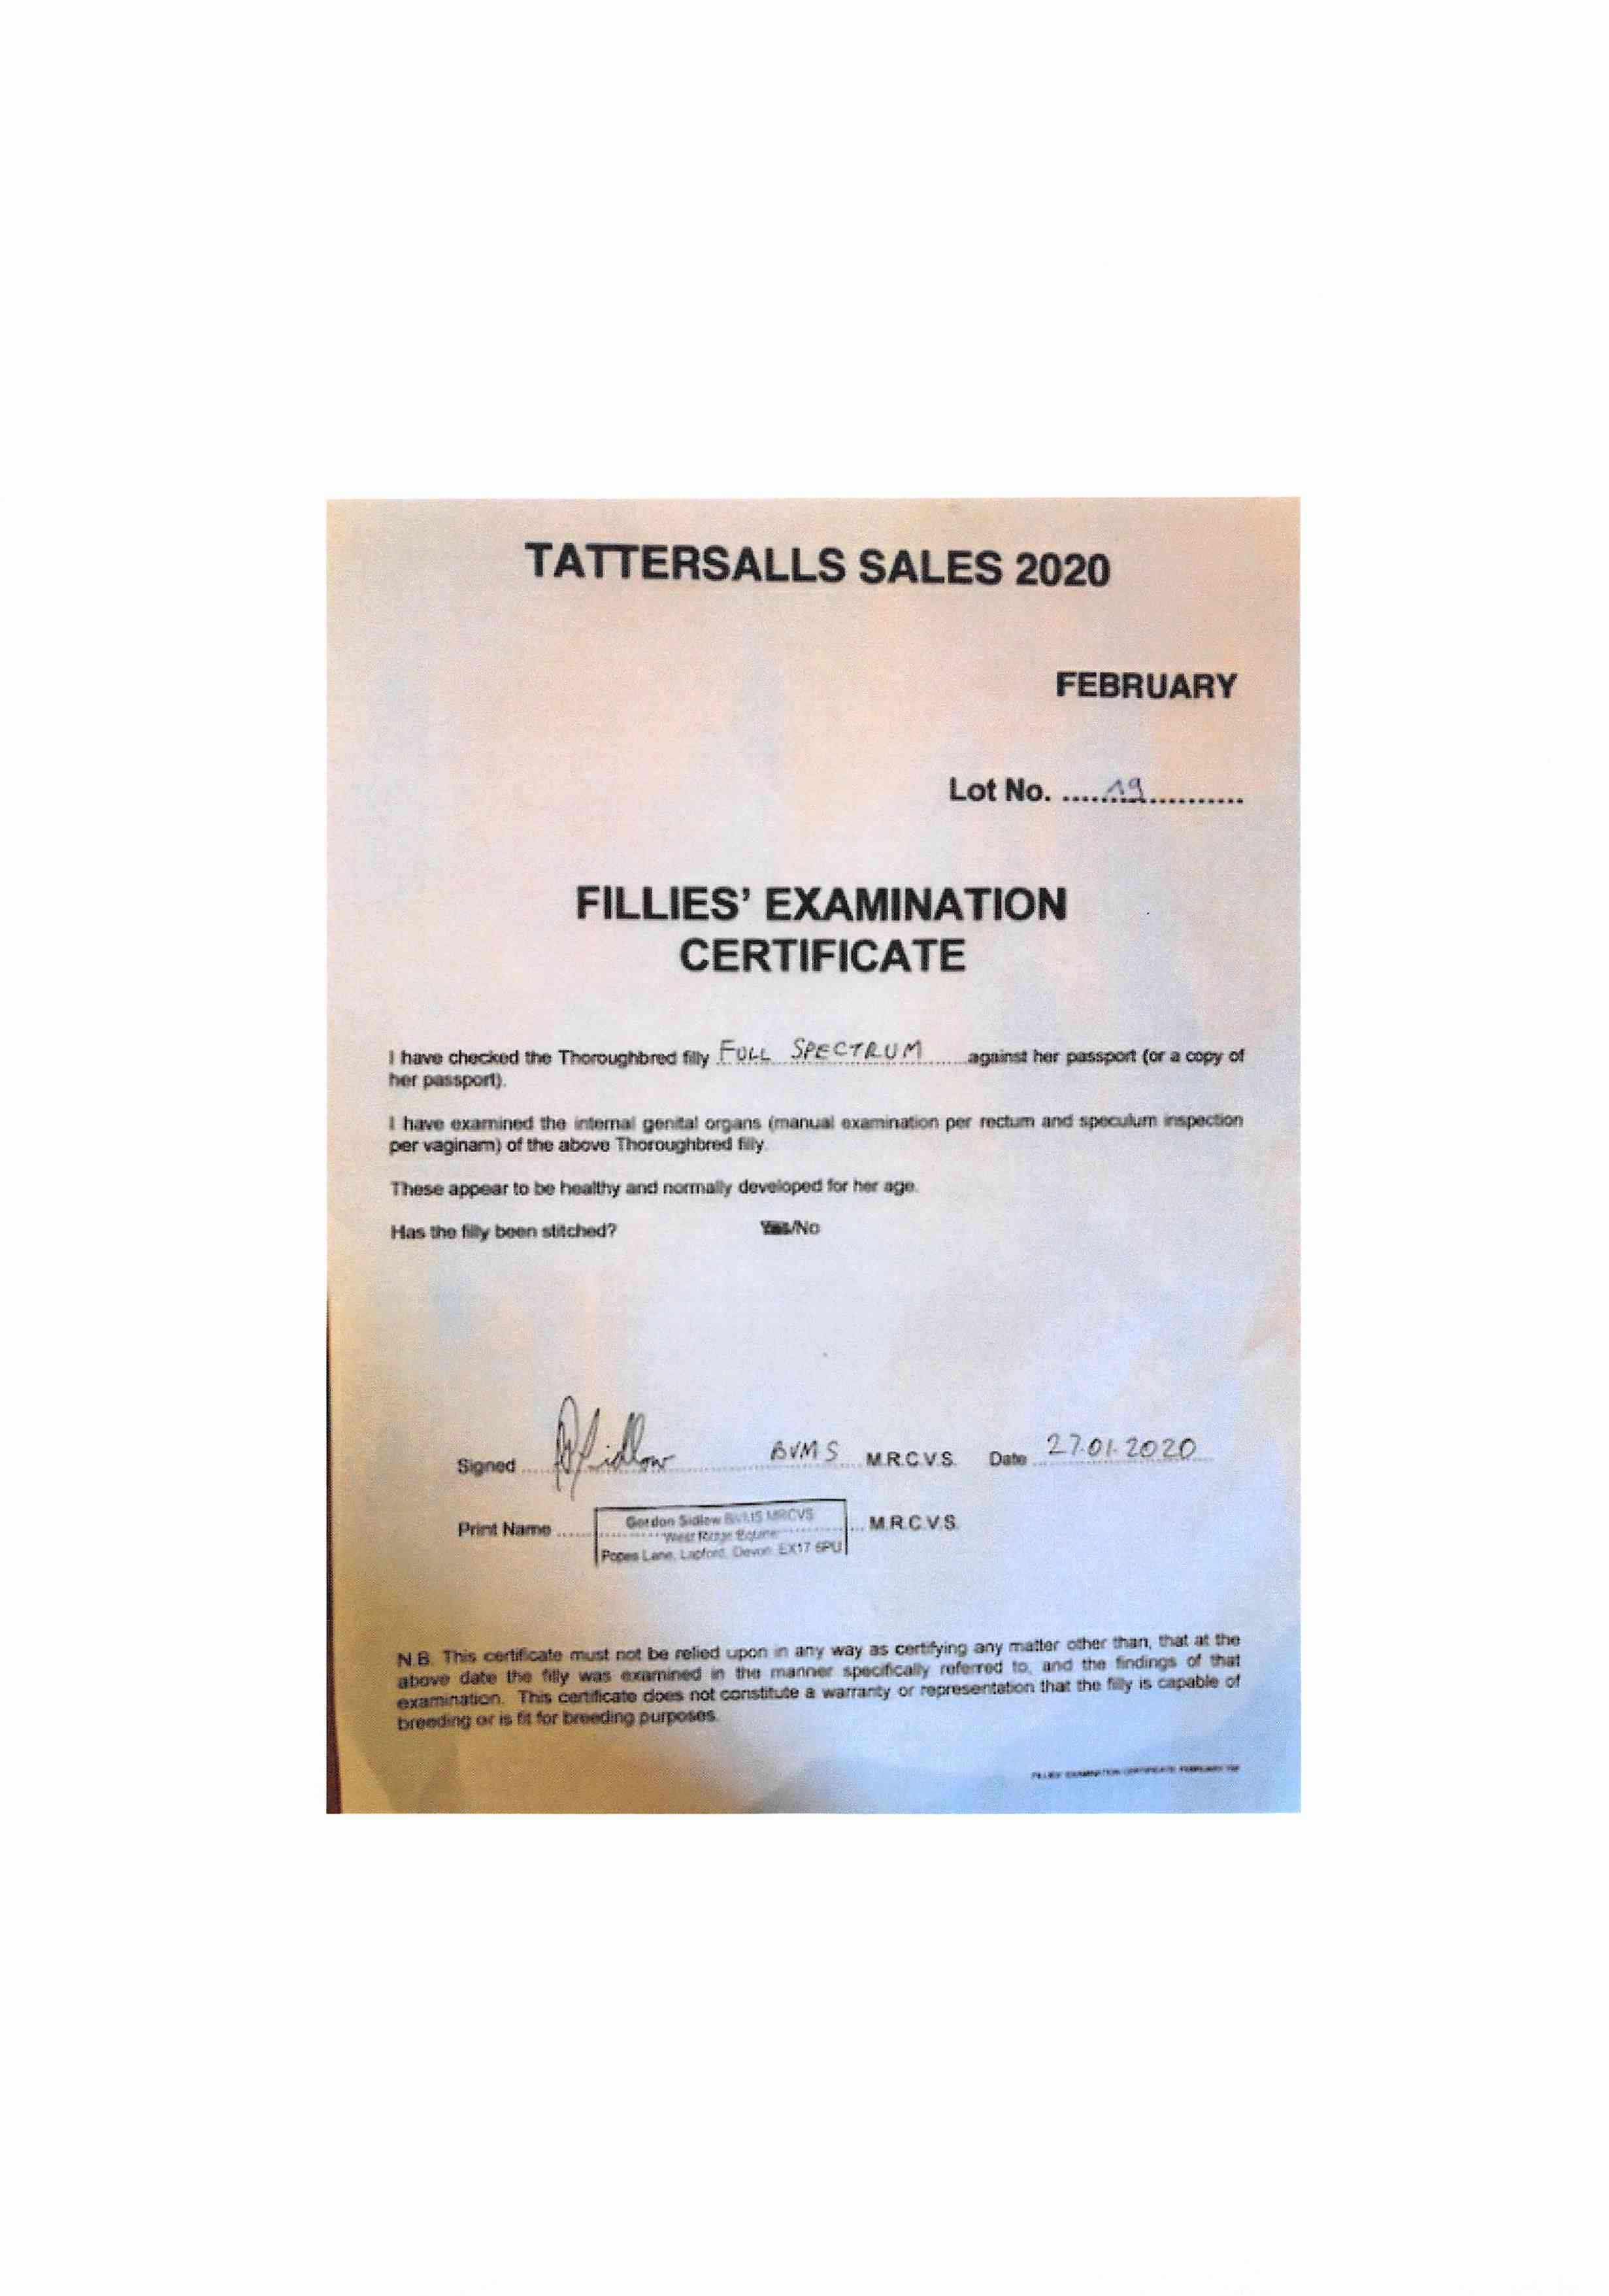 TATTERSALLS SALES 2020
FEBRUARY
Lot No. ......19............
FILLIES' EXAMINATION
CERTIFICATE
I have checked the Thoroughbred filly FULL SPECTRUM against her passport (or a copy of
her passport).
I have examined the internal genital organs (manual examination per rectum and speculum inspection
per vaginam) of the above Thoroughbred filly.
These appear to be healthy and normally developed for her age.
Has the filly been stitched? Yes/No
Signed Sidlow BVMS M.R.C.V.S. Date 27.01.2020
Print Name M.R.C.V.S.
Gordon Sidlow BVMS MRCVS
West Ridge Equine
Popes Lane, Lapford, Devon EX17 6PU
N.B. This certificate must not be relied upon in any way as certifying any matter other than, that at the
above date the filly was examined in the manner specifically referred to, and the findings of that
examination. This certificate does not constitute a warranty or representation that the filly is capable of
breeding or is fit for breeding purposes.
FILLIES' EXAMINATION CERTIFICATE FEBRUARY